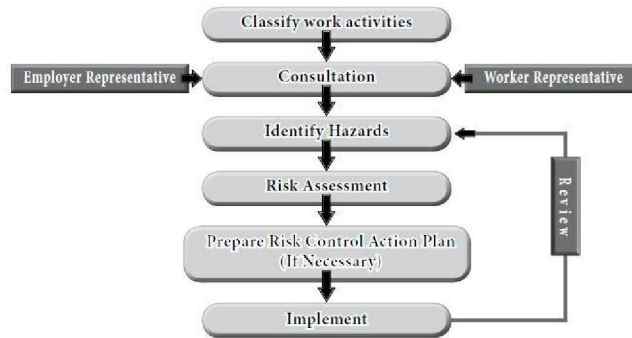 Classify work activities
Employer Representative
Consultation
Worker Representative
Identify Hazards
Review
Risk Assessment
Prepare Risk Control Action Plan
(If Necessary)
Implement